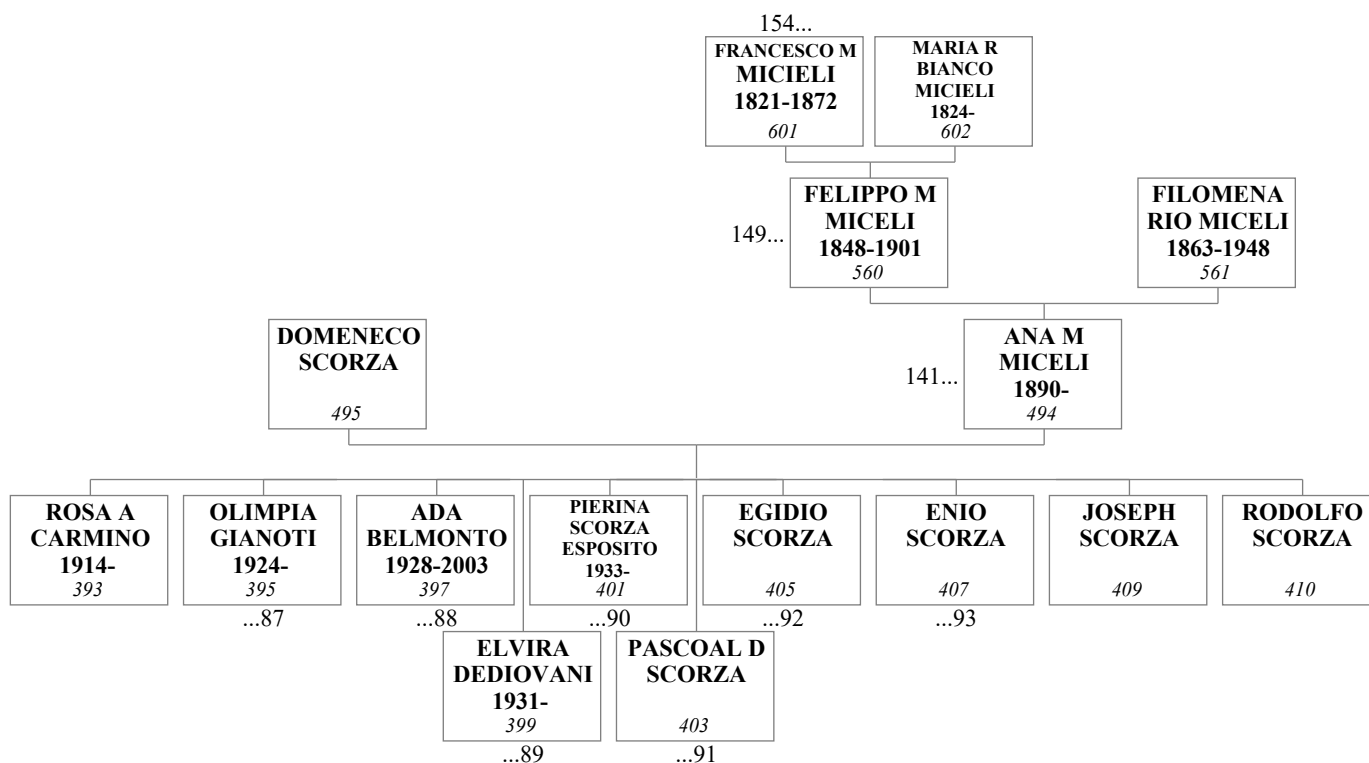 154...
FRANCESCO M
MICIELI
1821-1872
601
MARIA R
BIANCO
MICIELI
1824-
602
149...
FELIPPO M
MICELI
1848-1901
560
FILOMENA
RIO MICELI
1863-1948
561
DOMENECO
SCORZA
495
141...
ANA M
MICELI
1890-
494
ROSA A
CARMINO
1914-
393
OLIMPIA
GIANOTI
1924-
395
...87
ADA
BELMONTO
1928-2003
397
...88
PIERINA
SCORZA
ESPOSITO
1933-
401
...90
EGIDIO
SCORZA
405
...92
ENIO
SCORZA
407
...93
JOSEPH
SCORZA
409
RODOLFO
SCORZA
410
ELVIRA
DEDIOVANI
1931-
399
...89
PASCOAL D
SCORZA
403
...91